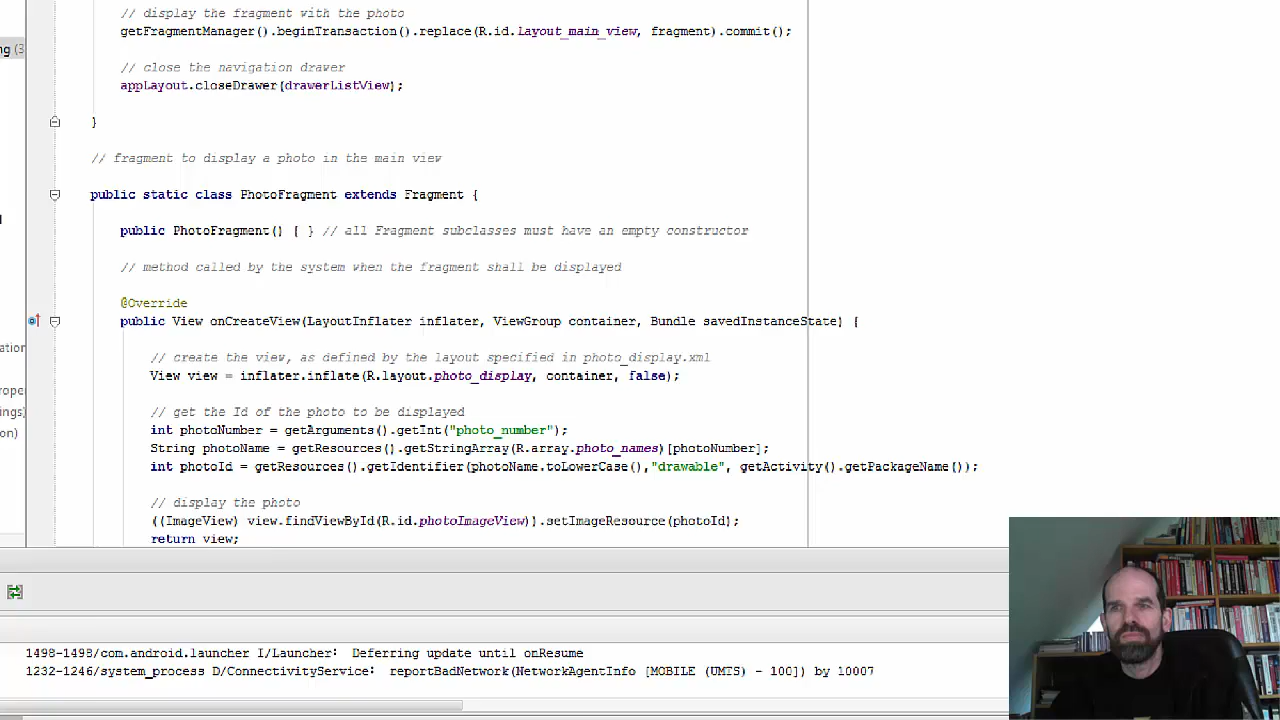 // display the fragment with the photo
getFragmentManager().beginTransaction().replace(R.id.layout_main_view, fragment).commit();
ng (3
// close the navigation drawer
appLayout.closeDrawer(drawerListView);
}
// fragment to display a photo in the main view
public static class PhotoFragment extends Fragment {
public PhotoFragment() { } // all Fragment subclasses must have an empty constructor
// method called by the system when the fragment shall be displayed
@Override
public View onCreateView(LayoutInflater inflater, ViewGroup container, Bundle savedInstanceState) {
ation
// create the view, as defined by the layout specified in photo_display.xml
View view = inflater.inflate(R.layout.photo_display, container, false);
rope
// get the Id of the photo to be displayed
ngs)
int photoNumber = getArguments().getInt("photo_number");
on)
String photoName = getResources().getStringArray(R.array.photo_names)[photoNumber];
int photoId = getResources().getIdentifier(photoName.toLowerCase(),"drawable", getActivity().getPackageName());
// display the photo
((ImageView) view.findViewById(R.id.photoImageView)).setImageResource(photoId);
return view;
1498-1498/com.android.launcher I/Launcher: Deferring update until onResume
1232-1246/system_process D/ConnectivityService: reportBadNetwork(NetworkAgentInfo [MOBILE (UMTS) - 100]) by 10007